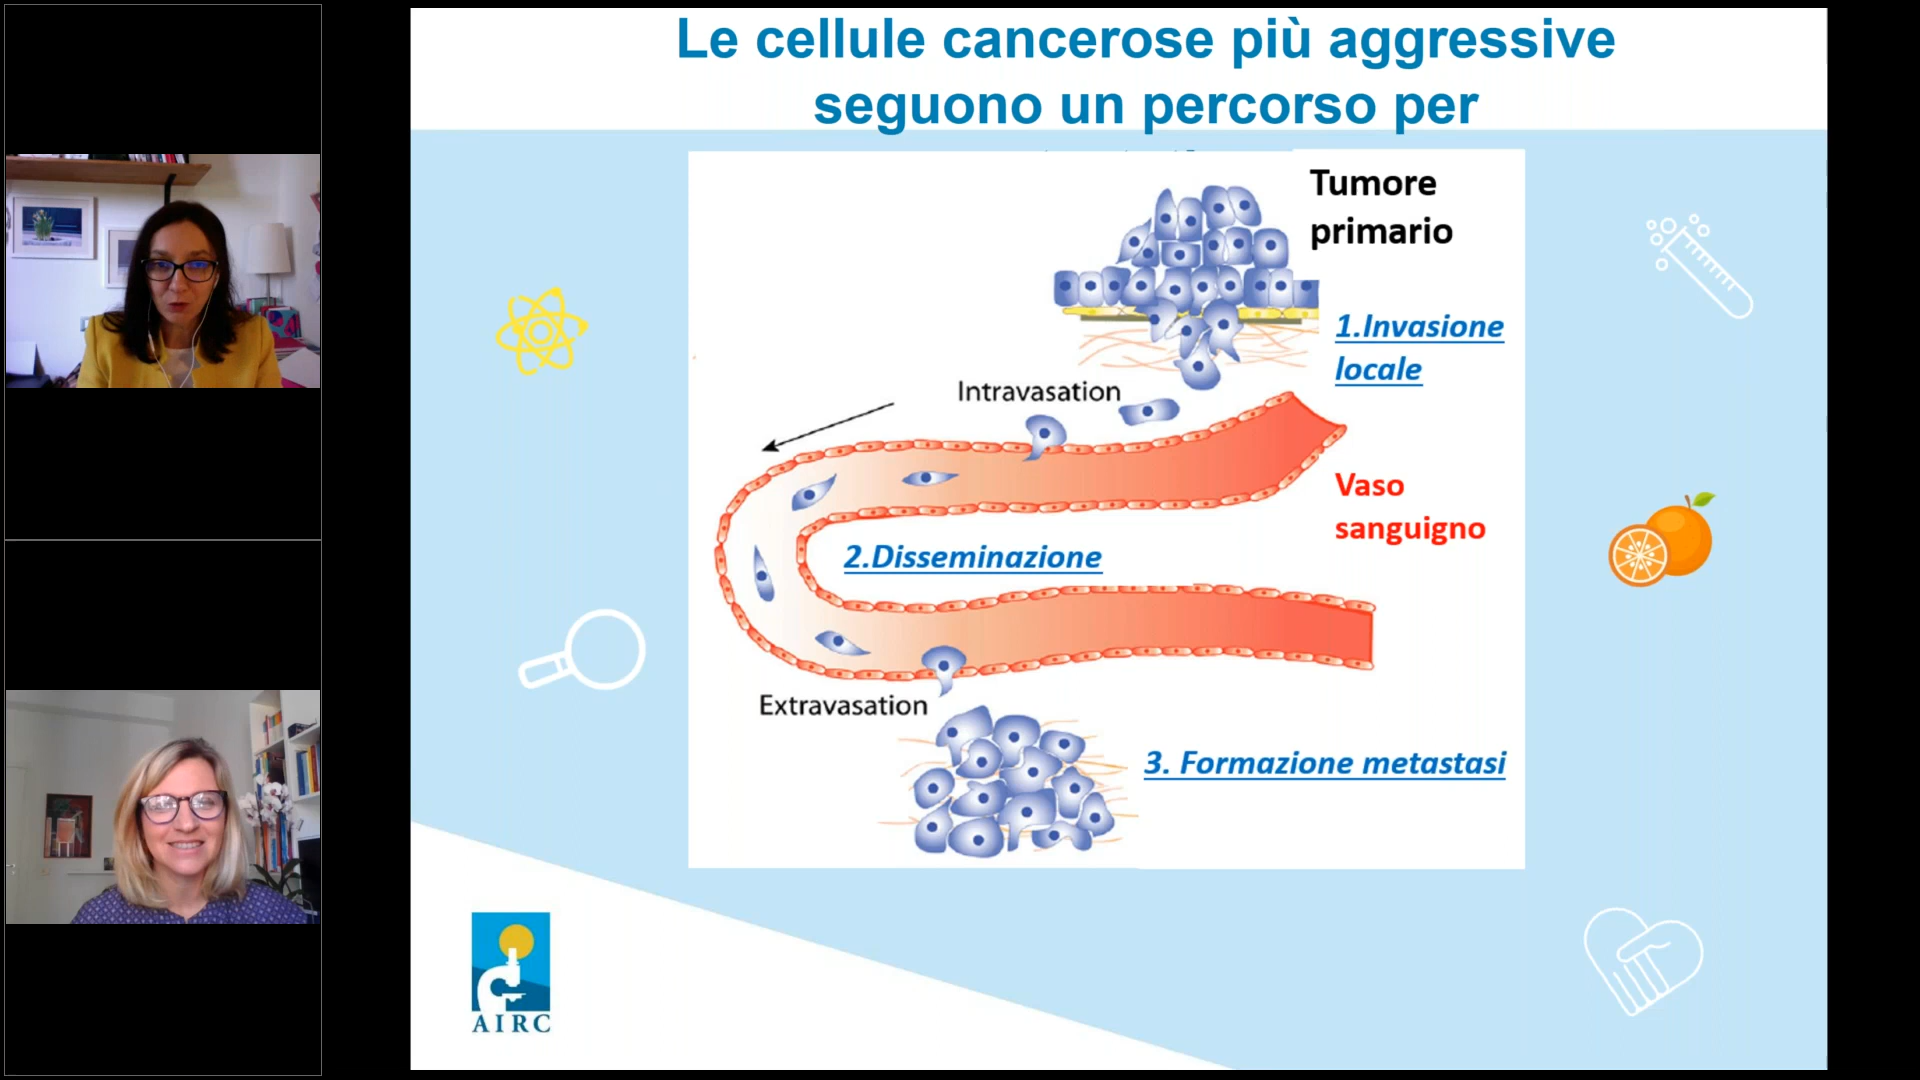 Le cellule cancerose più aggressive
seguono un percorso per
Tumore
primario
1.Invasione
locale
Intravasation
Vaso
sanguigno
2.Disseminazione
Extravasation
3. Formazione metastasi
AIRC